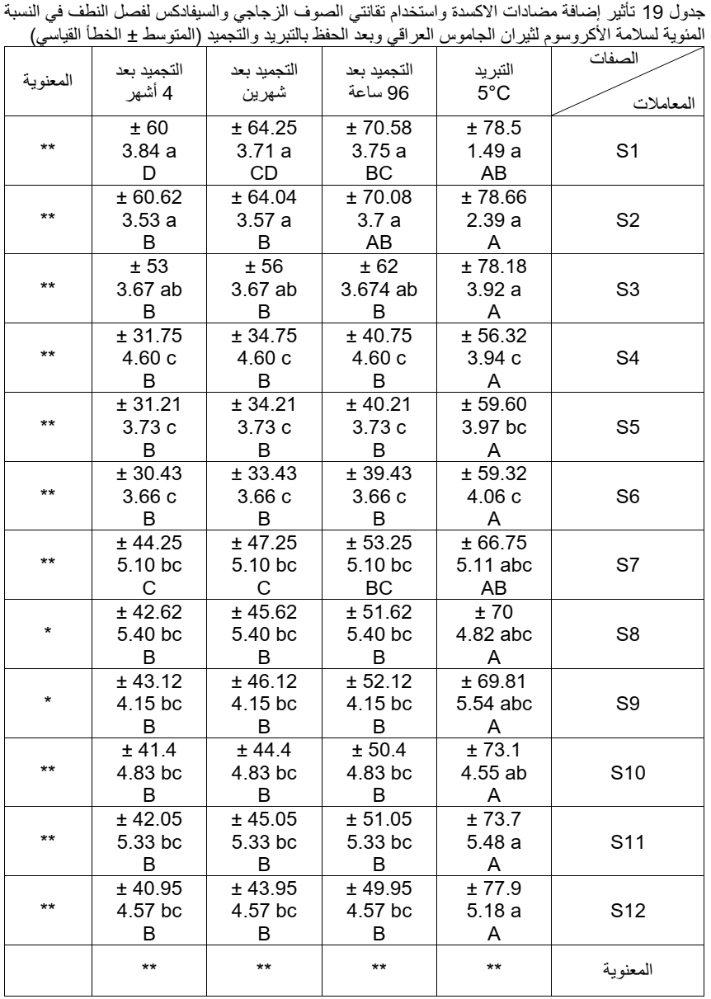 جدول 19 تأثير إضافة مضادات الاكسدة واستخدام تقانتي الصوف الزجاجي والسيفادكس لفصل النطف في النسبة
المئوية لسلامة الأكروسوم لثيران الجاموس العراقي وبعد الحفظ بالتبريد والتجميد (المتوسط ± الخطأ القياسي)
الصفات
المعاملات
التبريد
5°C
التجميد بعد
96 ساعة
التجميد بعد
شهرين
التجميد بعد
4 أشهر
المعنوية
S1
± 78.5
1.49 a
AB
± 70.58
3.75 a
BC
± 64.25
3.71 a
CD
± 60
3.84 a
D
**
S2
± 78.66
2.39 a
A
± 70.08
3.7 a
AB
± 64.04
3.57 a
B
± 60.62
3.53 a
B
**
S3
± 78.18
3.92 a
A
± 62
3.674 ab
B
± 56
3.67 ab
B
± 53
3.67 ab
B
**
S4
± 56.32
3.94 c
A
± 40.75
4.60 c
B
± 34.75
4.60 c
B
± 31.75
4.60 c
B
**
S5
± 59.60
3.97 bc
A
± 40.21
3.73 c
B
± 34.21
3.73 c
B
± 31.21
3.73 c
B
**
S6
± 59.32
4.06 c
A
± 39.43
3.66 c
B
± 33.43
3.66 c
B
± 30.43
3.66 c
B
**
S7
± 66.75
5.11 abc
AB
± 53.25
5.10 bc
BC
± 47.25
5.10 bc
C
± 44.25
5.10 bc
C
**
S8
± 70
4.82 abc
A
± 51.62
5.40 bc
B
± 45.62
5.40 bc
B
± 42.62
5.40 bc
B
*
S9
± 69.81
5.54 abc
A
± 52.12
4.15 bc
B
± 46.12
4.15 bc
B
± 43.12
4.15 bc
B
*
S10
± 73.1
4.55 ab
A
± 50.4
4.83 bc
B
± 44.4
4.83 bc
B
± 41.4
4.83 bc
B
**
S11
± 73.7
5.48 a
A
± 51.05
5.33 bc
B
± 45.05
5.33 bc
B
± 42.05
5.33 bc
B
**
S12
± 77.9
5.18 a
A
± 49.95
4.57 bc
B
± 43.95
4.57 bc
B
± 40.95
4.57 bc
B
**
المعنوية
**
**
**
**